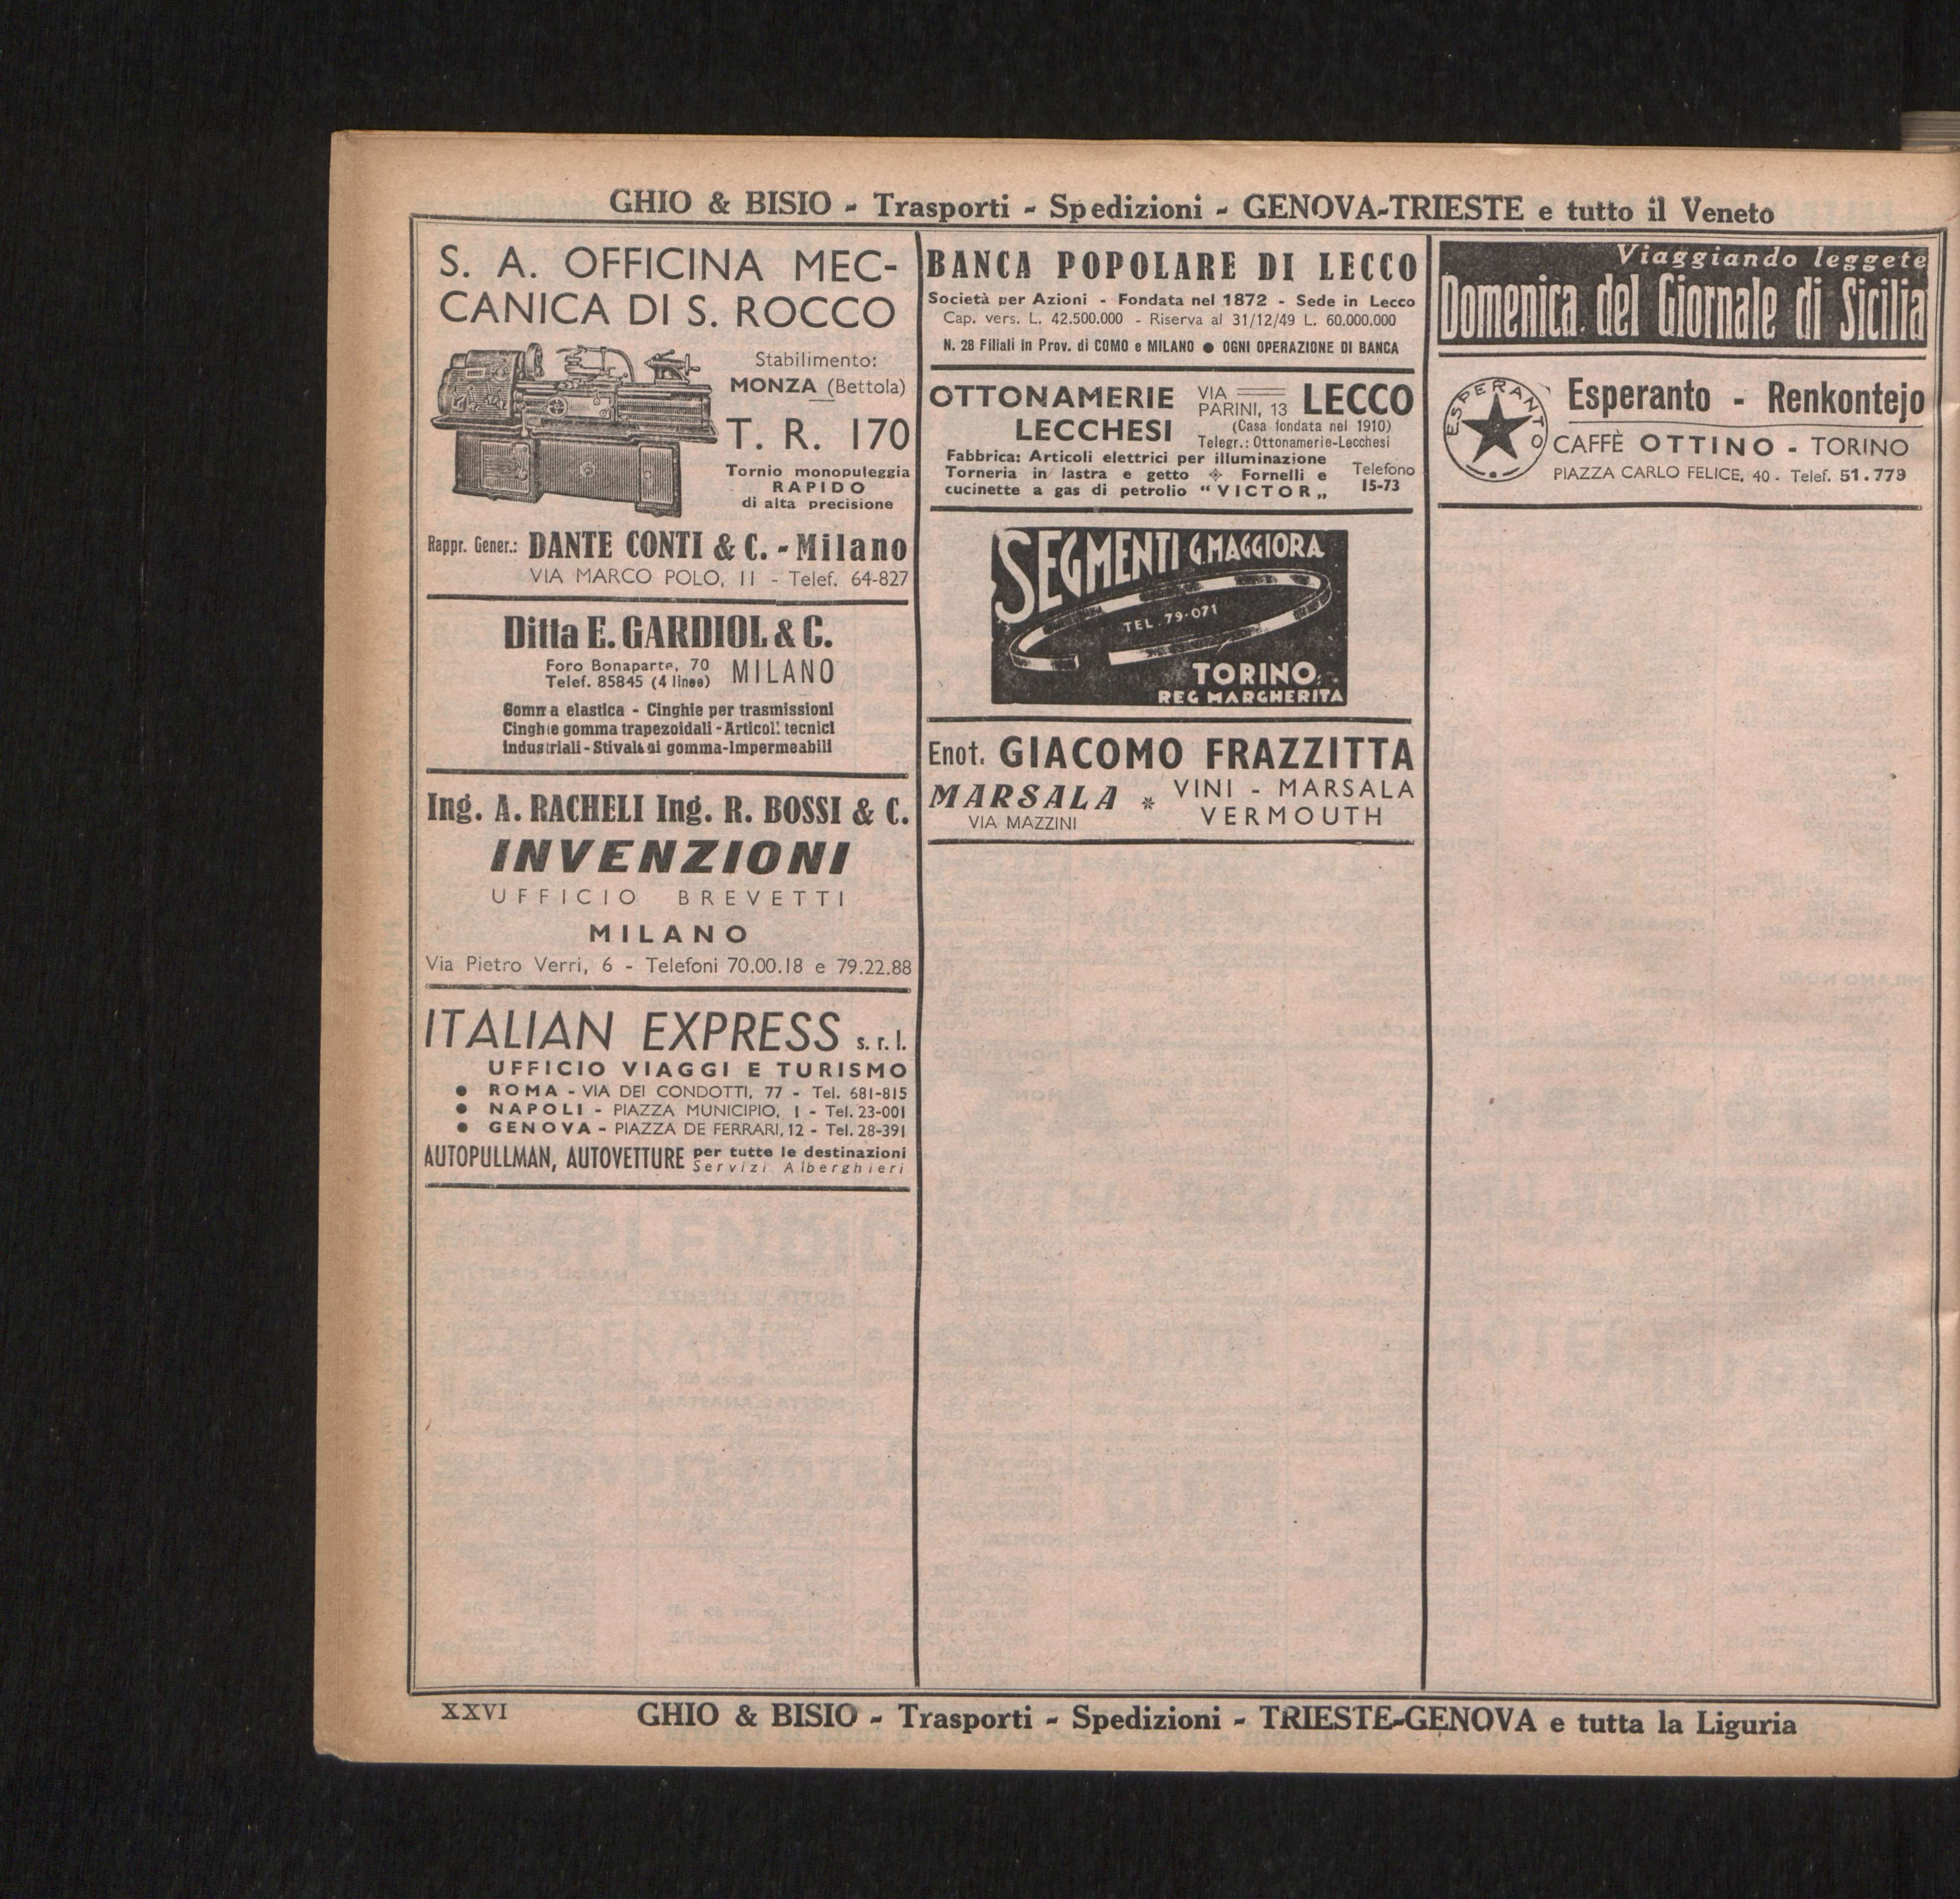 GHIO & BISIO - Trasporti - Spedizioni - GENOVA-TRIESTE e tutto il Veneto
S. A. OFFICINA MEC-
CANICA DI S. ROCCO
Stabilimento:
MONZA (Bettola)
T. R. 170
Tornio monopuleggia
RAPIDO
di alta precisione
Rappr. Gener.: DANTE CONTI & C. - Milano
VIA MARCO POLO, 11 - Telef. 64-827
Ditta E. GARDIOL & C.
Foro Bonaparte, 70
Telef. 85845 (4 linee) MILANO
Gomma elastica - Cinghie per trasmissioni
Cinghie gomma trapezoidali - Articoli tecnici
industriali - Stivali di gomma - Impermeabili
Ing. A. RACHELI Ing. R. BOSSI & C.
INVENZIONI
UFFICIO BREVETTI
MILANO
Via Pietro Verri, 6 - Telefoni 70.00.18 e 79.22.88
ITALIAN EXPRESS s. r. l.
UFFICIO VIAGGI E TURISMO
● ROMA - VIA DEI CONDOTTI, 77 - Tel. 681-815
● NAPOLI - PIAZZA MUNICIPIO, 1 - Tel. 23-001
● GENOVA - PIAZZA DE FERRARI, 12 - Tel. 28-391
AUTOPULLMAN, AUTOVETTURE per tutte le destinazioni
Servizi Alberghieri
BANCA POPOLARE DI LECCO
Società per Azioni - Fondata nel 1872 - Sede in Lecco
Cap. vers. L. 42.500.000 - Riserva al 31/12/49 L. 60.000.000
N. 28 Filiali in Prov. di COMO e MILANO ● OGNI OPERAZIONE DI BANCA
OTTONAMERIE
LECCHESI
VIA
PARINI, 13 LECCO
(Casa fondata nel 1910)
Telegr.: Ottonamerie-Lecchesi
Fabbrica: Articoli elettrici per illuminazione
Torneria in lastra e getto ❖ Fornelli e
cucinette a gas di petrolio “VICTOR„
Telefono
15-73
SEGMENTI G. MAGGIORA
TEL. 79-071
TORINO
REG MARGHERITA
Enot. GIACOMO FRAZZITTA
MARSALA * VINI - MARSALA
VIA MAZZINI VERMOUTH
Viaggiando leggete
Domenica del Giornale di Sicilia
ESPERANTO
Esperanto - Renkontejo
CAFFÈ OTTINO - TORINO
PIAZZA CARLO FELICE, 40 - Telef. 51.779
XXVI
GHIO & BISIO - Trasporti - Spedizioni - TRIESTE-GENOVA e tutta la Liguria